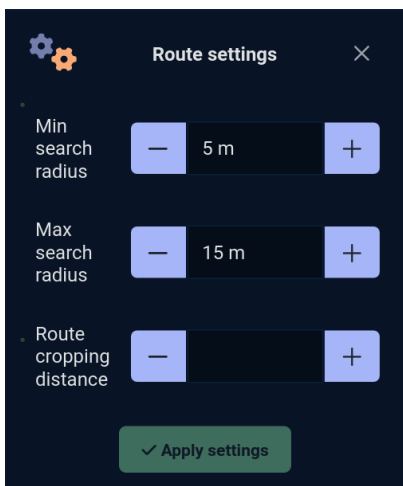 Route settings
Min
search
radius
5 m
Max
search
radius
15 m
Route
cropping
distance
Apply settings